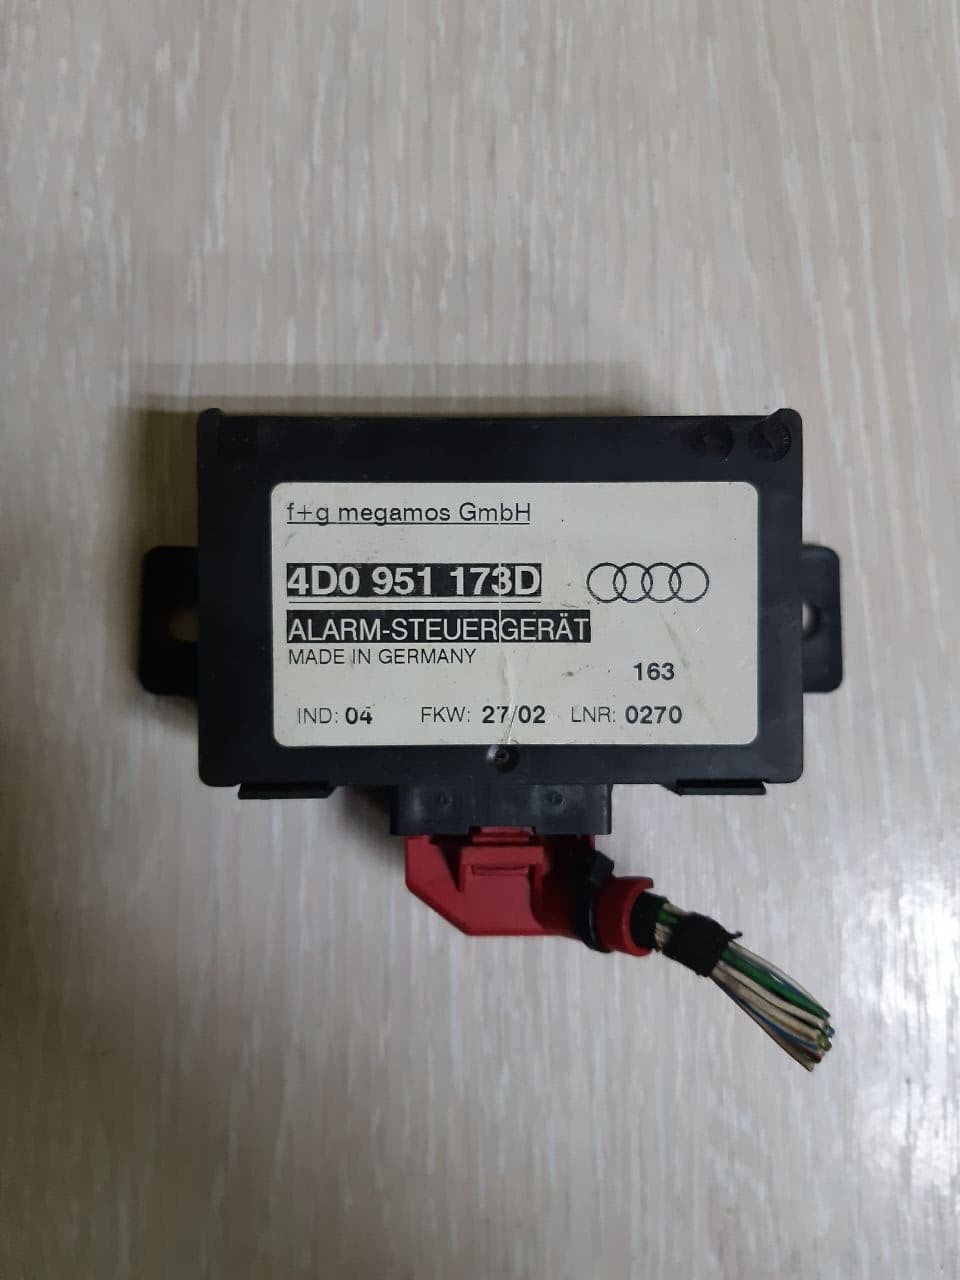 f+g megamos GmbH
4D0 951 173D
ALARM-STEUERGERÄT
MADE IN GERMANY
163
IND: 04 FKW: 27/02 LNR: 0270